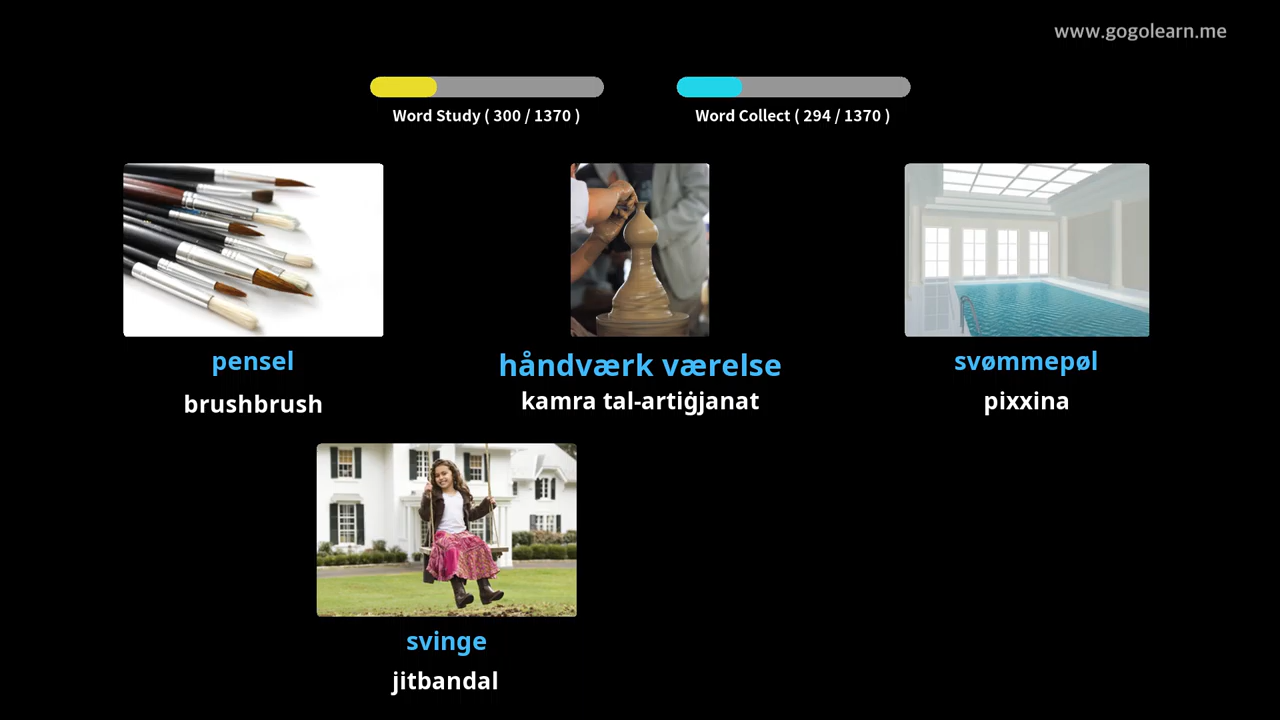 www.gogolearn.me
Word Study ( 300 / 1370 )
Word Collect ( 294 / 1370 )
pensel
håndværk værelse
svømmepøl
brushbrush
kamra tal-artiġjanat
pixxina
svinge
jitbandal